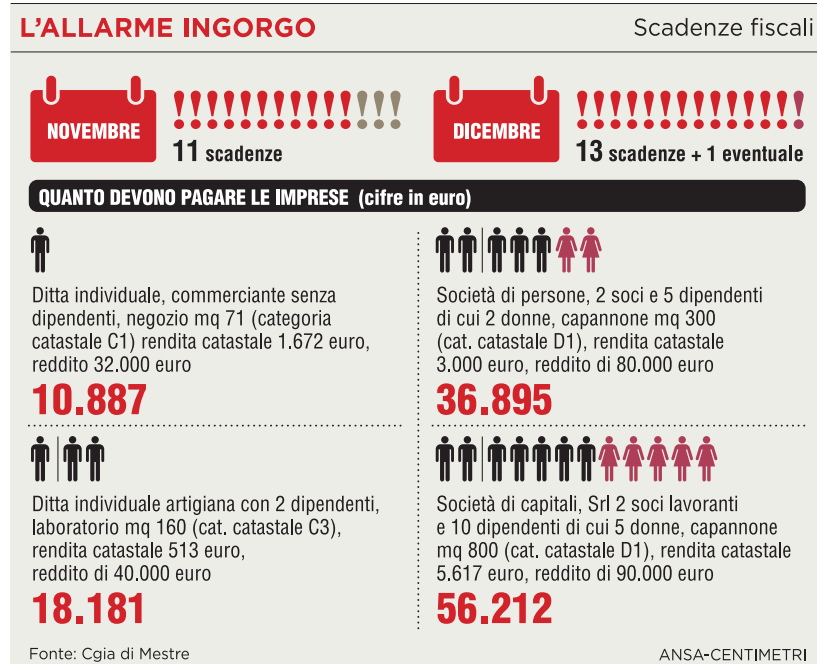 L'ALLARME INGORGO
Scadenze fiscali
NOVEMBRE
11 scadenze
DICEMBRE
13 scadenze + 1 eventuale
QUANTO DEVONO PAGARE LE IMPRESE (cifre in euro)
Ditta individuale, commerciante senza
dipendenti, negozio mq 71 (categoria
catastale C1) rendita catastale 1.672 euro,
reddito 32.000 euro
10.887
Società di persone, 2 soci e 5 dipendenti
di cui 2 donne, capannone mq 300
(cat. catastale D1), rendita catastale
3.000 euro, reddito di 80.000 euro
36.895
Ditta individuale artigiana con 2 dipendenti,
laboratorio mq 160 (cat. catastale C3),
rendita catastale 513 euro,
reddito di 40.000 euro
18.181
Società di capitali, Srl 2 soci lavoranti
e 10 dipendenti di cui 5 donne, capannone
mq 800 (cat. catastale D1), rendita catastale
5.617 euro, reddito di 90.000 euro
56.212
Fonte: Cgia di Mestre
ANSA-CENTIMETRI